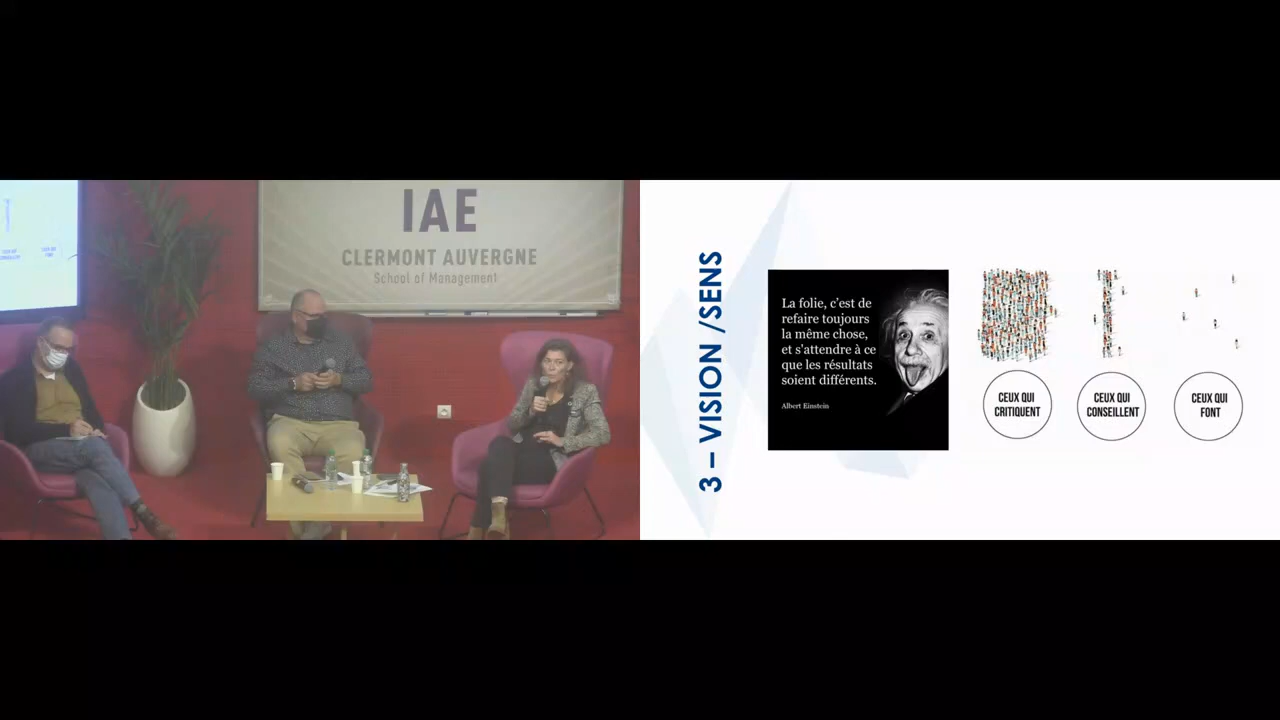 IAE
CLERMONT AUVERGNE
School of Management
3 – VISION /SENS
La folie, c'est de
refaire toujours
la même chose,
et s'attendre à ce
que les résultats
soient différents.
Albert Einstein
CEUX QUI
CRITIQUENT
CEUX QUI
CONSEILLENT
CEUX QUI
FONT